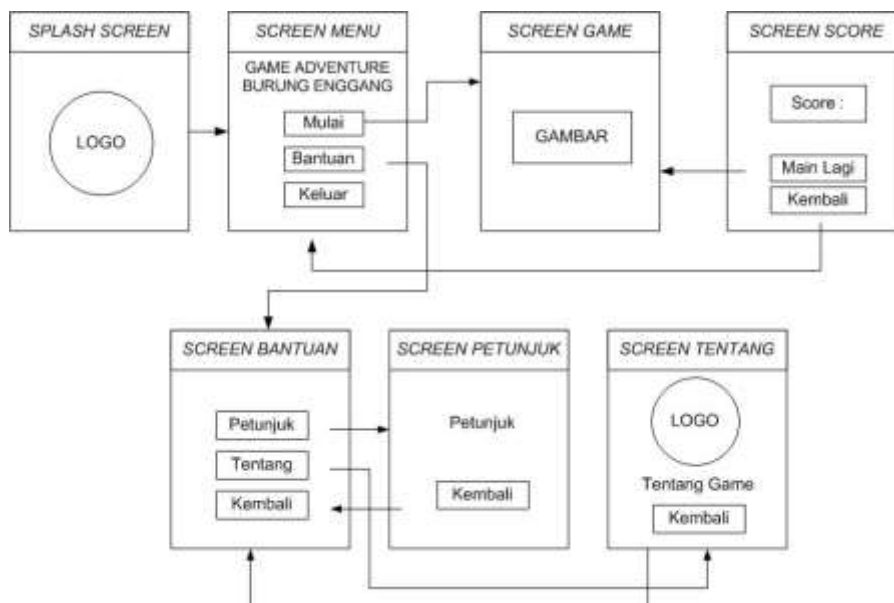 SPLASH SCREEN
LOGO
SCREEN MENU
GAME ADVENTURE
BURUNG ENGGANG
Mulai
Bantuan
Keluar
SCREEN GAME
GAMBAR
SCREEN SCORE
Score :
Main Lagi
Kembali
SCREEN BANTUAN
Petunjuk
Tentang
Kembali
SCREEN PETUNJUK
Petunjuk
Kembali
SCREEN TENTANG
LOGO
Tentang Game
Kembali